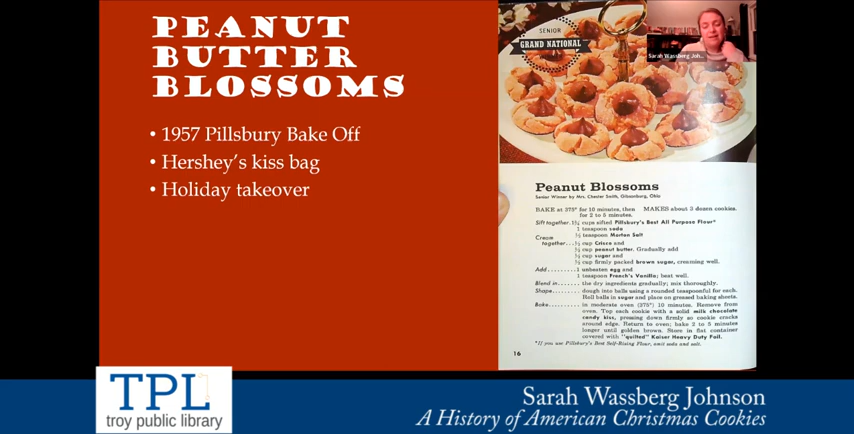 PEANUT
BUTTER
BLOSSOMS
• 1957 Pillsbury Bake Off
• Hershey's kiss bag
• Holiday takeover
SENIOR
GRAND NATIONAL
Sarah Wassberg Joh...
Peanut Blossoms
Senior Winner by Mrs. Chester Smith, Gibsonburg, Ohio
BAKE at 375° for 10 minutes, then MAKES about 3 dozen cookies.
for 2 to 5 minutes.
Sift together..1¾ cups sifted Pillsbury's Best All Purpose Flour*
1 teaspoon soda
½ teaspoon Morton Salt
Cream
together...½ cup Crisco and
½ cup peanut butter. Gradually add
½ cup sugar and
½ cup firmly packed brown sugar, creaming well.
Add.........1 unbeaten egg and
1 teaspoon French's Vanilla; beat well.
Blend in.......the dry ingredients gradually; mix thoroughly.
Shape........dough into balls using a rounded teaspoonful for each.
Roll balls in sugar and place on greased baking sheets.
Bake..........in moderate oven (375°) 10 minutes. Remove from
oven. Top each cookie with a solid milk chocolate
candy kiss, pressing down firmly so cookie cracks
around edge. Return to oven; bake 2 to 5 minutes
longer until golden brown. Store in flat container
covered with "quilted" Kaiser Heavy Duty Foil.
*If you use Pillsbury's Best Self-Rising Flour, omit soda and salt.
16
TPL
troy public library
Sarah Wassberg Johnson
A History of American Christmas Cookies